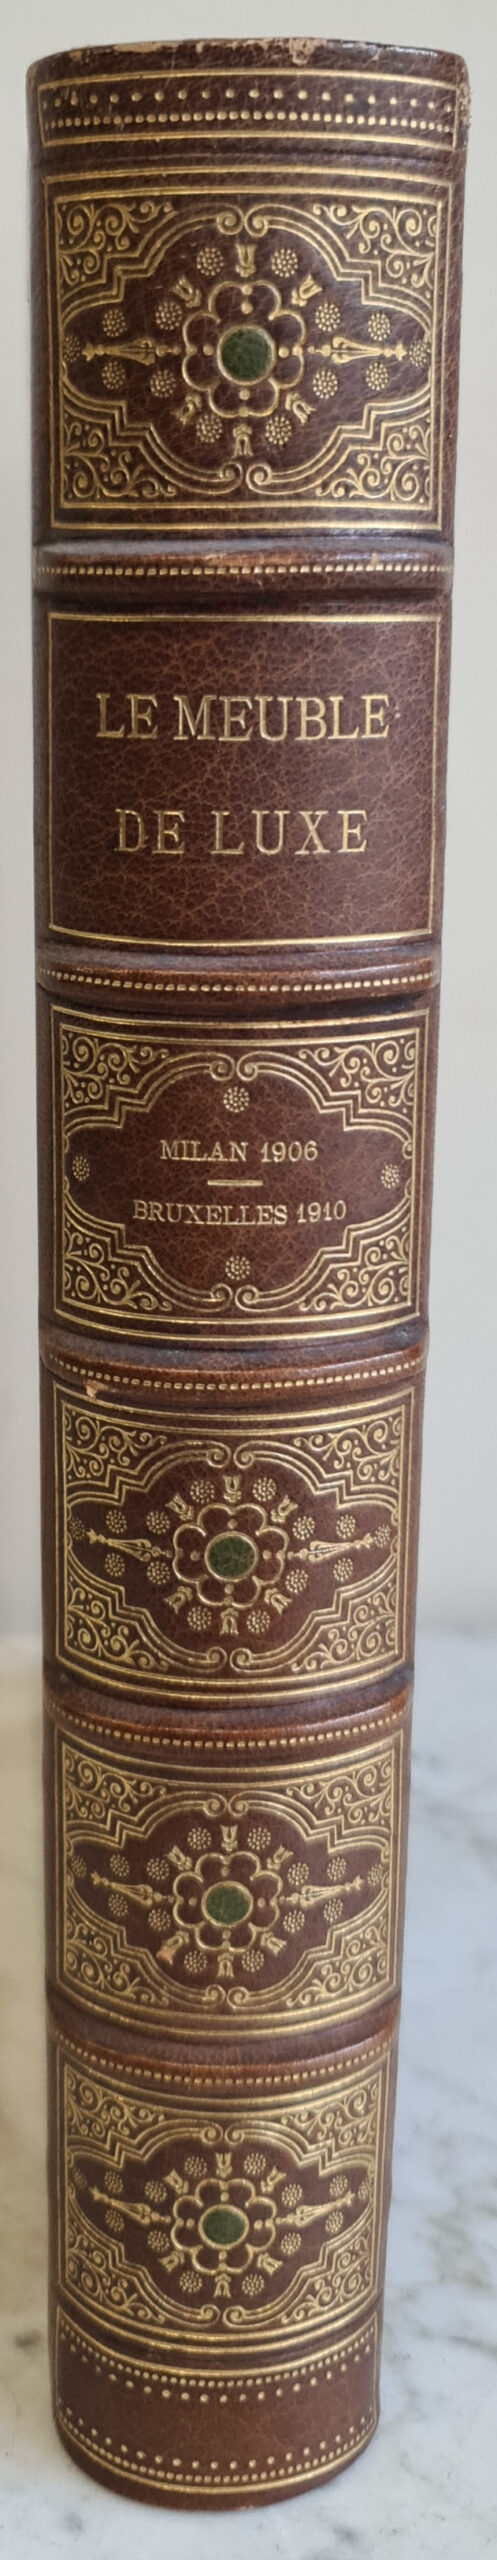 LE MEUBLE
DE LUXE
MILAN 1906
BRUXELLES 1910